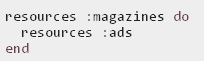 resources :magazines do
  resources :ads
end